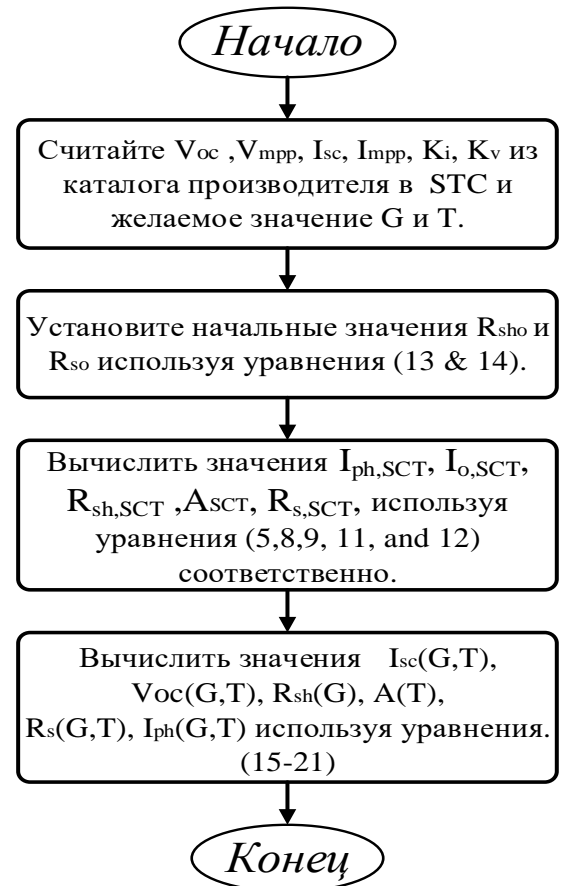 Начало
Считайте Voc ,Vmpp, Isc, Impp, Ki, Kv из
каталога производителя в STC и
желаемое значение G и T.
Установите начальные значения Rsho и
Rso используя уравнения (13 & 14).
Вычислить значения Iph,SCT, Io,SCT,
Rsh,SCT ,ASCT, Rs,SCT, используя
уравнения (5,8,9, 11, and 12)
соответственно.
Вычислить значения Isc(G,T),
Voc(G,T), Rsh(G), A(T),
Rs(G,T), Iph(G,T) используя уравнения.
(15-21)
Конец